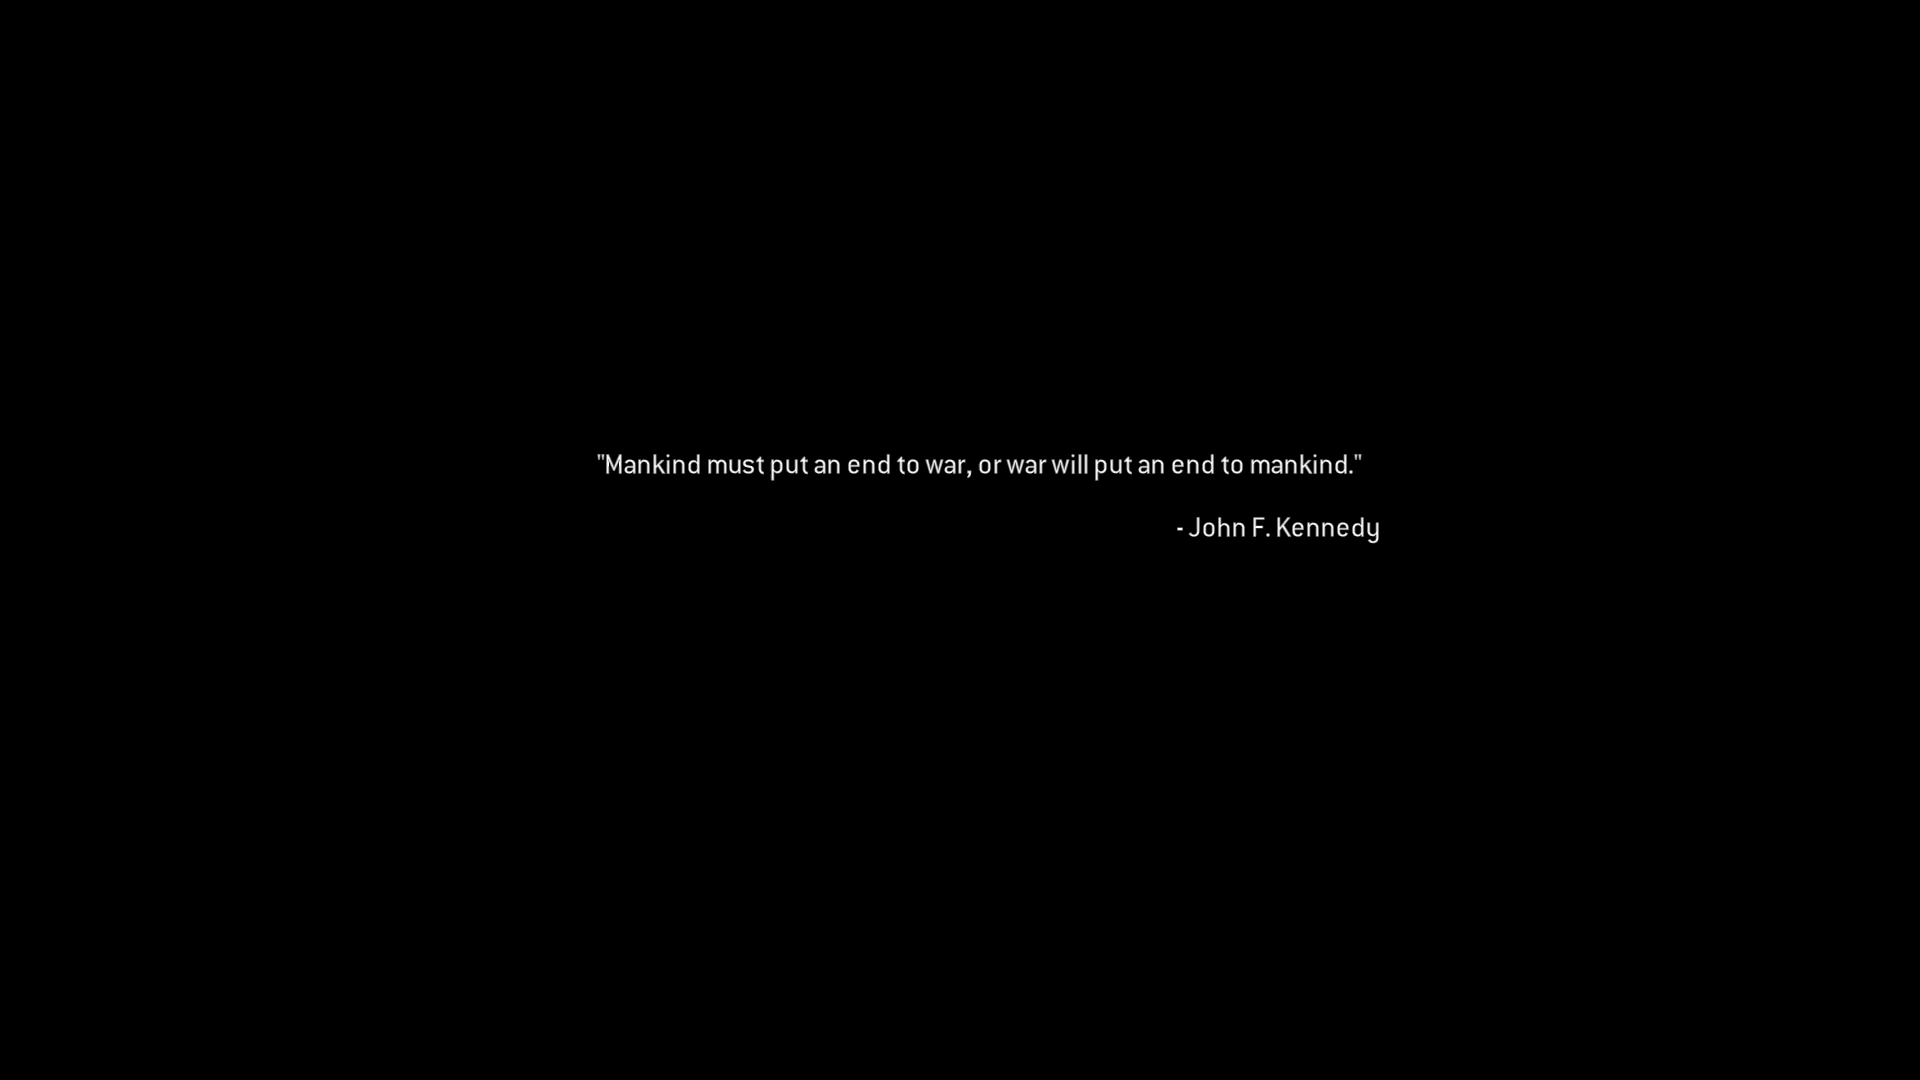 "Mankind must put an end to war, or war will put an end to mankind."
- John F. Kennedy